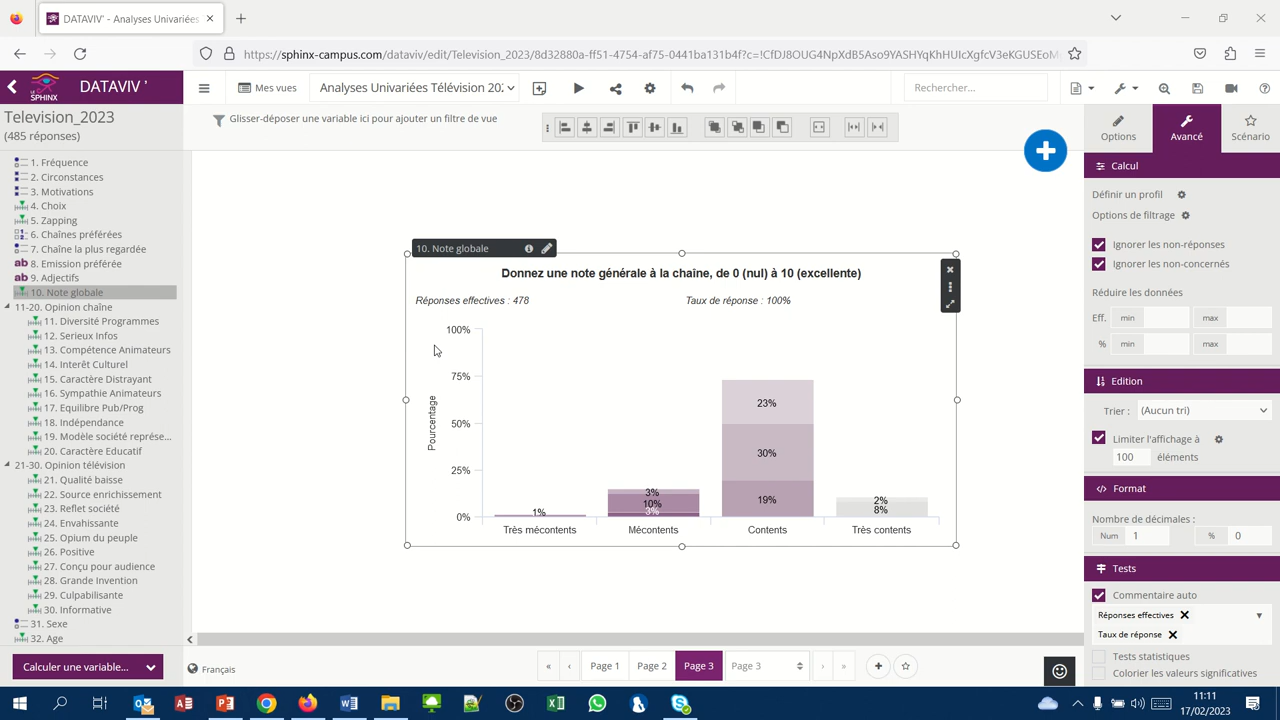 DATAVIV' - Analyses Univariées
https://sphinx-campus.com/dataviv/edit/Television_2023/8d32880a-ff51-4754-af75-0441ba131b4f?c=!CfDJ8OUG4NpXdB5Aso9YASHYqKhHUIcXgfcV3eKGUSEoM
LE SPHINX
DATAVIV '
Mes vues
Analyses Univariées Télévision 202
Rechercher...
Television_2023
(485 réponses)
Glisser-déposer une variable ici pour ajouter un filtre de vue
1. Fréquence
2. Circonstances
3. Motivations
4. Choix
5. Zapping
6. Chaînes préférées
7. Chaîne la plus regardée
8. Emission préférée
9. Adjectifs
10. Note globale
11-20. Opinion chaîne
11. Diversité Programmes
12. Serieux Infos
13. Compétence Animateurs
14. Interêt Culturel
15. Caractère Distrayant
16. Sympathie Animateurs
17. Equilibre Pub/Prog
18. Indépendance
19. Modèle société représe...
20. Caractere Educatif
21-30. Opinion télévision
21. Qualité baisse
22. Source enrichissement
23. Reflet société
24. Envahissante
25. Opium du peuple
26. Positive
27. Conçu pour audience
28. Grande Invention
29. Culpabilisante
30. Informative
31. Sexe
32. Age
Calculer une variable...
10. Note globale
Donnez une note générale à la chaine, de 0 (nul) à 10 (excellente)
Réponses effectives : 478
Taux de réponse : 100%
Pourcentage
100%
75%
50%
25%
0%
1%
3%
10%
3%
23%
30%
19%
2%
8%
Très mécontents
Mécontents
Contents
Très contents
Français
« ‹ Page 1 Page 2 Page 3 Page 3 › »
Options
Avancé
Scénario
Calcul
Définir un profil
Options de filtrage
Ignorer les non-réponses
Ignorer les non-concernés
Réduire les données
Eff. min max
% min max
Edition
Trier : (Aucun tri)
Limiter l'affichage à
100 éléments
Format
Nombre de décimales :
Num 1 % 0
Tests
Commentaire auto
Réponses effectives
Taux de réponse
Tests statistiques
Colorier les valeurs significatives
11:11
17/02/2023